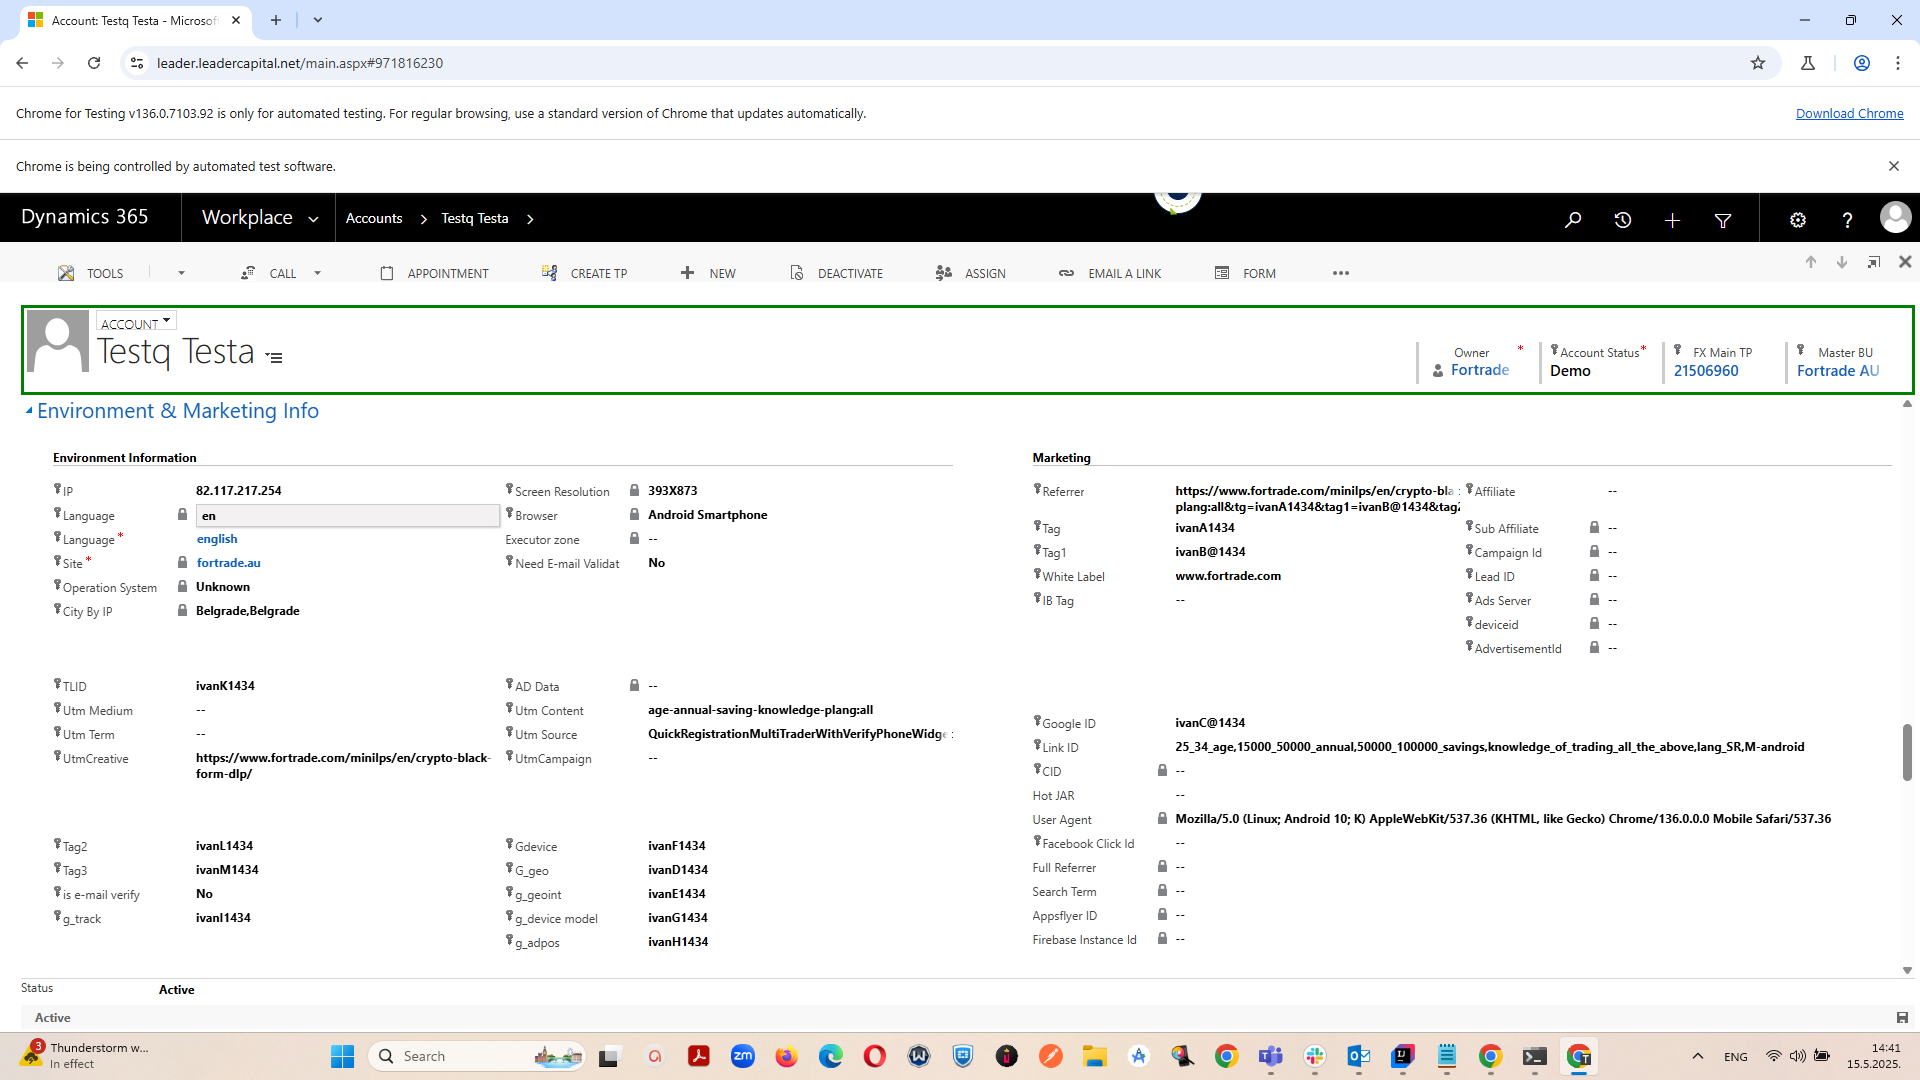 Account: Testq Testa - Microsof
leader.leadercapital.net/main.aspx#971816230
Chrome for Testing v136.0.7103.92 is only for automated testing. For regular browsing, use a standard version of Chrome that updates automatically.
Download Chrome
Chrome is being controlled by automated test software.
Dynamics 365
Workplace
Accounts
Testq Testa
TOOLS
CALL
APPOINTMENT
CREATE TP
NEW
DEACTIVATE
ASSIGN
EMAIL A LINK
FORM
ACCOUNT
Testq Testa
Owner *
Fortrade
Account Status*
Demo
FX Main TP
21506960
Master BU
Fortrade AU
Environment & Marketing Info
Environment Information
IP 82.117.217.254
Language en
Language* english
Site* fortrade.au
Operation System Unknown
City By IP Belgrade,Belgrade
Screen Resolution 393X873
Browser Android Smartphone
Executor zone --
Need E-mail Validat No
TLID ivanK1434
Utm Medium --
Utm Term --
UtmCreative https://www.fortrade.com/minilps/en/crypto-black-
form-dlp/
AD Data --
Utm Content age-annual-saving-knowledge-plang:all
Utm Source QuickRegistrationMultiTraderWithVerifyPhoneWidge
UtmCampaign --
Tag2 ivanL1434
Tag3 ivanM1434
is e-mail verify No
g_track ivanI1434
Gdevice ivanF1434
G_geo ivanD1434
g_geoint ivanE1434
g_device model ivanG1434
g_adpos ivanH1434
Marketing
Referrer https://www.fortrade.com/minilps/en/crypto-bla
plang:all&tg=ivanA1434&tag1=ivanB@1434&tag2
Tag ivanA1434
Tag1 ivanB@1434
White Label www.fortrade.com
IB Tag --
Affiliate --
Sub Affiliate --
Campaign Id --
Lead ID --
Ads Server --
deviceid --
AdvertisementId --
Google ID ivanC@1434
Link ID 25_34_age,15000_50000_annual,50000_100000_savings,knowledge_of_trading_all_the_above,lang_SR,M-android
CID --
Hot JAR --
User Agent Mozilla/5.0 (Linux; Android 10; K) AppleWebKit/537.36 (KHTML, like Gecko) Chrome/136.0.0.0 Mobile Safari/537.36
Facebook Click Id --
Full Referrer --
Search Term --
Appsflyer ID --
Firebase Instance Id --
Status Active
Active
3
Thunderstorm w...
In effect
Search
zm
ENG
14:41
15.5.2025.